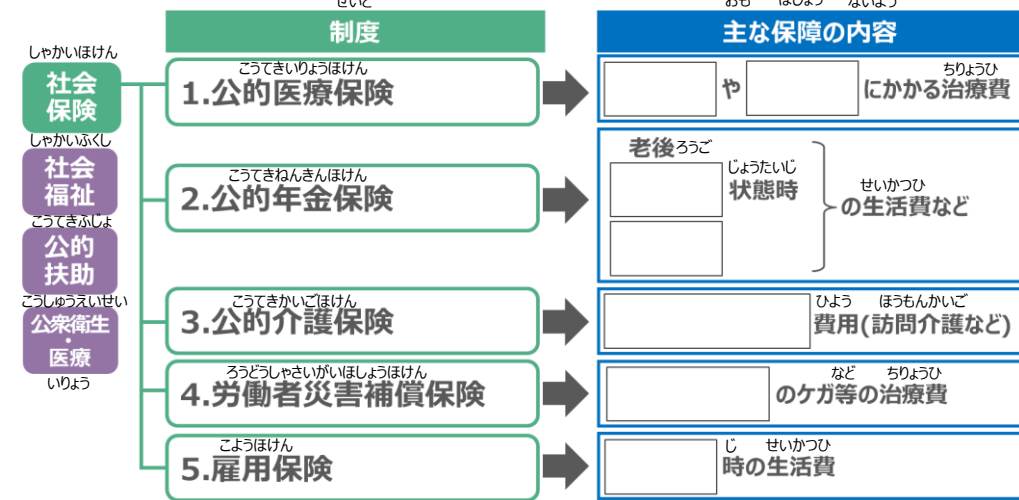 せいど
制度
おも ほしょう ないよう
主な保障の内容
しゃかいほけん
社会
保険
しゃかいふくし
社会
福祉
こうてきふじょ
公的
扶助
こうしゅうえいせい
公衆衛生
・
医療
いりょう
こうてきいりょうほけん
1.公的医療保険
ちりょうひ
や にかかる治療費
こうてきねんきんほけん
2.公的年金保険
老後ろうご
じょうたいじ
状態時
せいかつひ
の生活費など
こうてきかいごほけん
3.公的介護保険
ひよう ほうもんかいご
費用(訪問介護など)
ろうどうしゃさいがいほしょうほけん
4.労働者災害補償保険
など ちりょうひ
のケガ等の治療費
こようほけん
5.雇用保険
じ せいかつひ
時の生活費